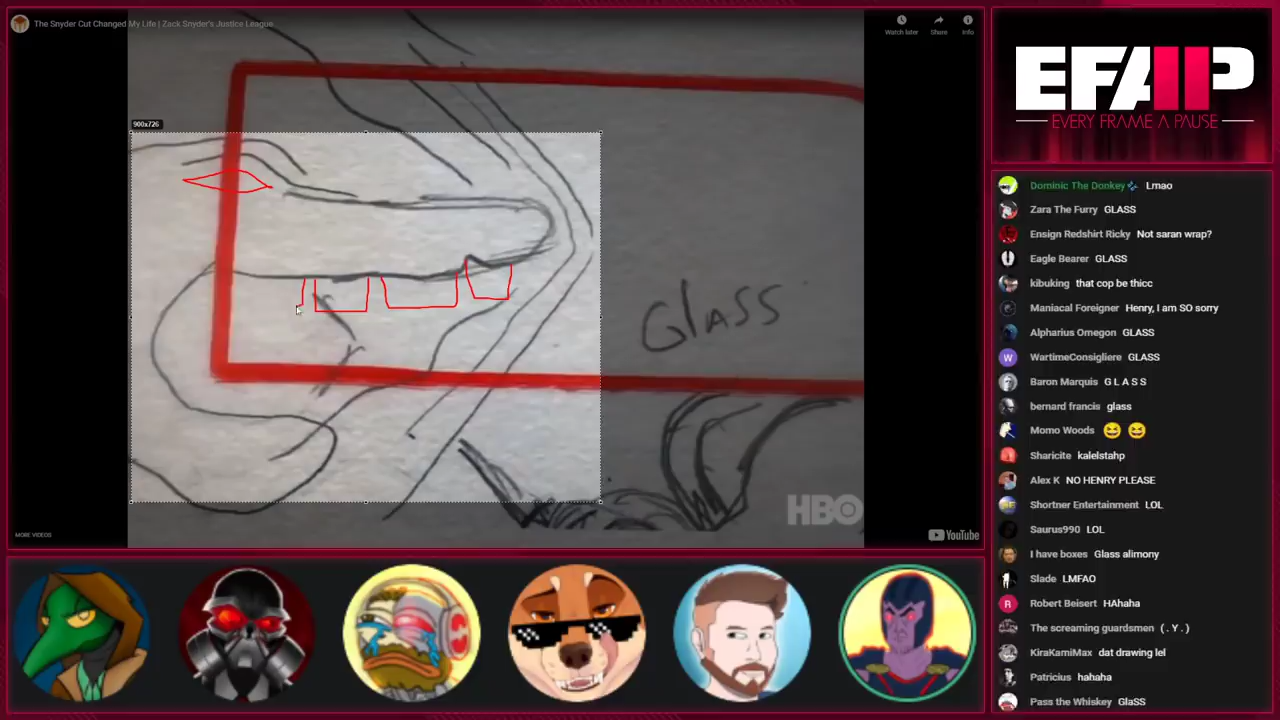 The Snyder Cut Changed My Life | Zack Snyder's Justice League
Watch later
Share
Info
900x726
Glass
HBO
MORE VIDEOS
YouTube
EFAP
EVERY FRAME A PAUSE
Dominic The Donkey Lmao
Zara The Furry GLASS
Ensign Redshirt Ricky Not saran wrap?
Eagle Bearer GLASS
kibuking that cop be thicc
Maniacal Foreigner Henry, I am SO sorry
Alpharius Omegon GLASS
W WartimeConsigliere GLASS
Baron Marquis G L A S S
bernard francis glass
Momo Woods 😆 😆
Sharicite kalelstahp
Alex K NO HENRY PLEASE
Shortner Entertainment LOL
Saurus990 LOL
I have boxes Glass alimony
Slade LMFAO
R Robert Beisert HAhaha
The screaming guardsmen ( . Y . )
KiraKamiMax dat drawing lel
Patricius hahaha
Pass the Whiskey GlaSS